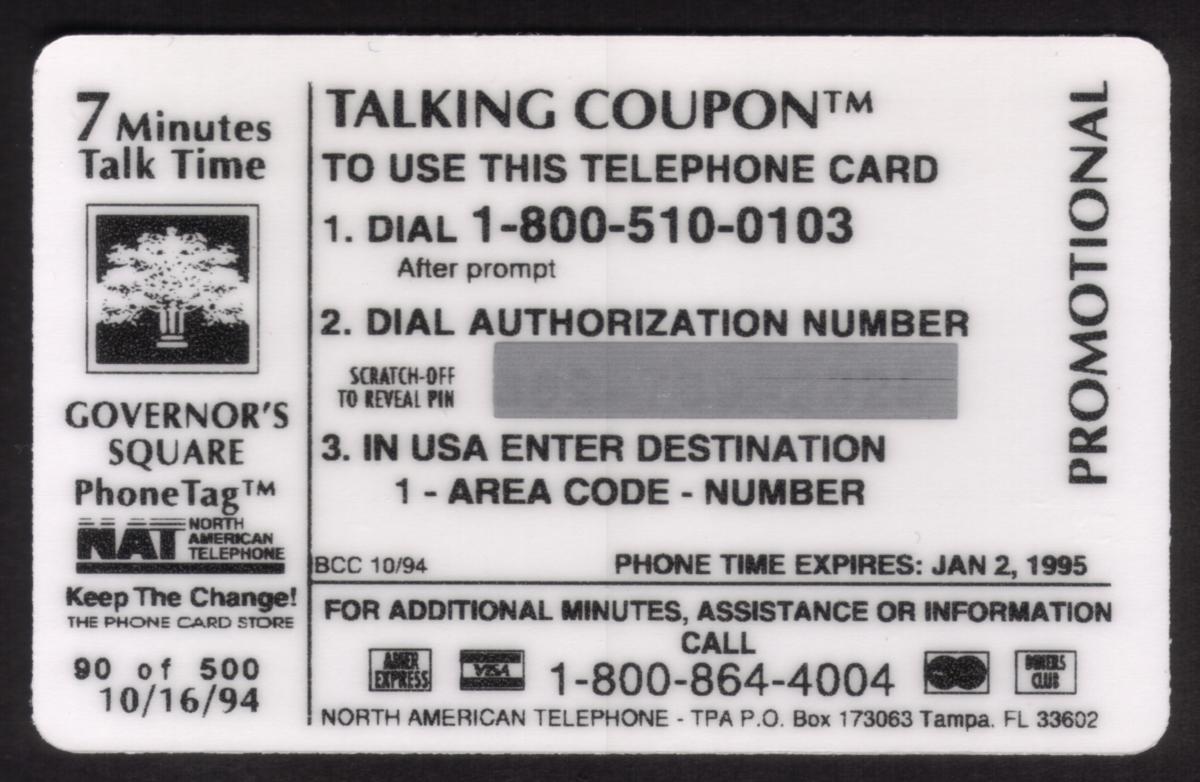 7 Minutes
Talk Time
GOVERNOR'S
SQUARE
PhoneTag™
NAT NORTH
AMERICAN
TELEPHONE
Keep The Change!
THE PHONE CARD STORE
90 of 500
10/16/94
TALKING COUPON™
TO USE THIS TELEPHONE CARD
1. DIAL 1-800-510-0103
After prompt
2. DIAL AUTHORIZATION NUMBER
SCRATCH-OFF
TO REVEAL PIN
3. IN USA ENTER DESTINATION
1 - AREA CODE - NUMBER
BCC 10/94 PHONE TIME EXPIRES: JAN 2, 1995
FOR ADDITIONAL MINUTES, ASSISTANCE OR INFORMATION
CALL
AMER
EXPRESS
VISA
1-800-864-4004
DINERS
CLUB
NORTH AMERICAN TELEPHONE - TPA P.O. Box 173063 Tampa. FL 33602
PROMOTIONAL